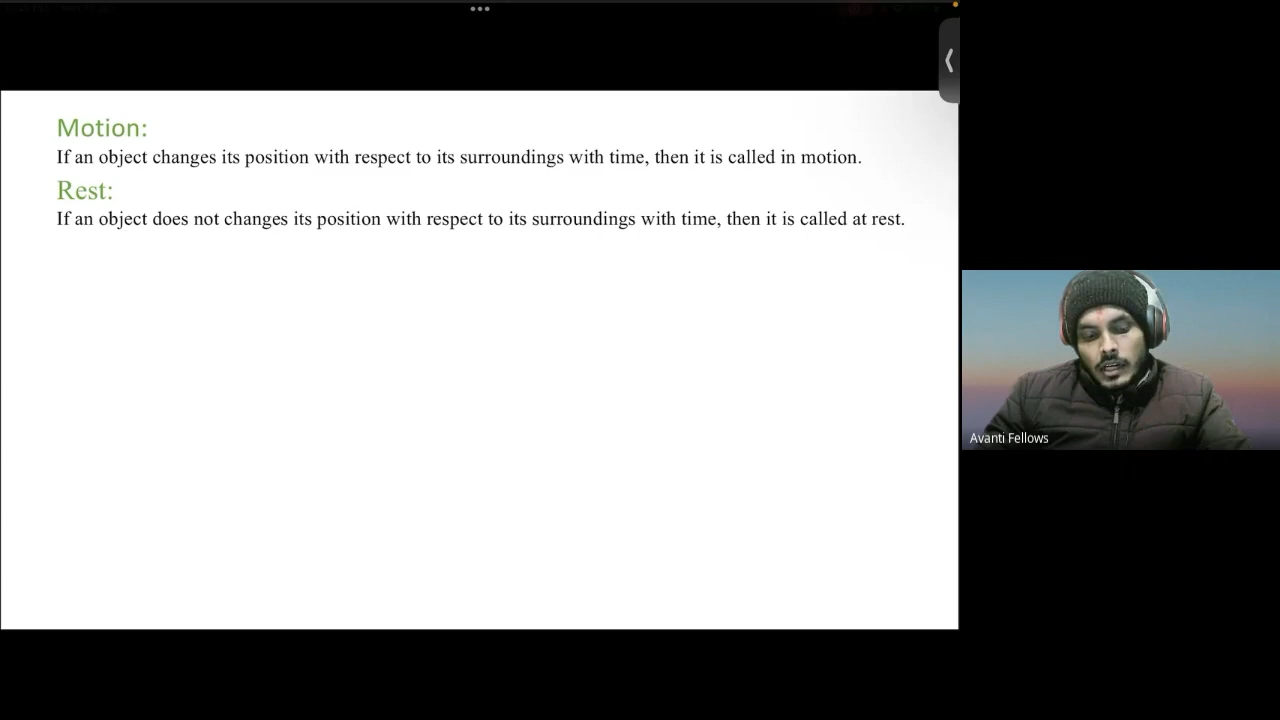 Motion:
If an object changes its position with respect to its surroundings with time, then it is called in motion.
Rest:
If an object does not changes its position with respect to its surroundings with time, then it is called at rest.
Avanti Fellows